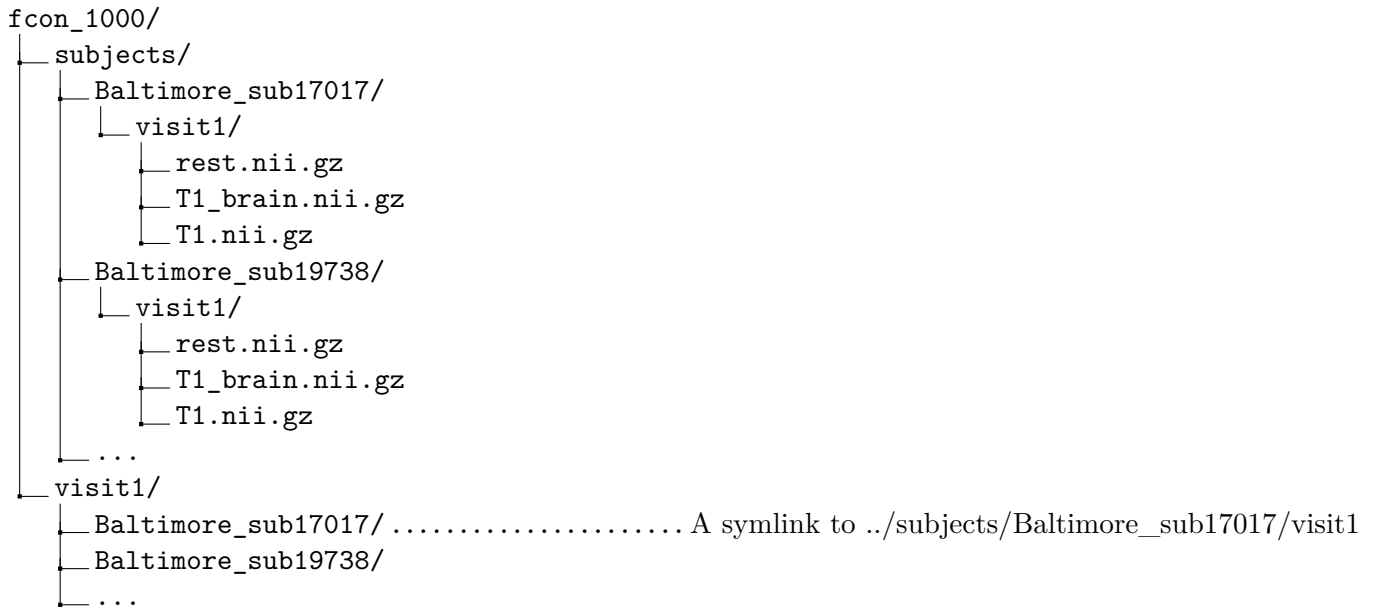 fcon_1000/
subjects/
Baltimore_sub17017/
visit1/
rest.nii.gz
T1_brain.nii.gz
T1.nii.gz
Baltimore_sub19738/
visit1/
rest.nii.gz
T1_brain.nii.gz
T1.nii.gz
...
visit1/
Baltimore_sub17017/ ...................... A symlink to ../subjects/Baltimore_sub17017/visit1
Baltimore_sub19738/
...